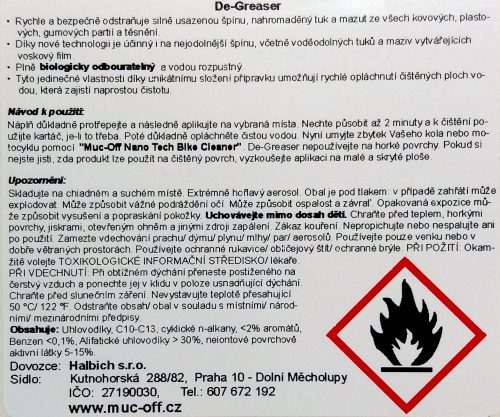 De-Greaser
• Rychle a bezpečně odstraňuje silně usazenou špínu, nahromaděný tuk a mazut ze všech kovových, plasto-
vých, gumových partií a těsnění.
• Díky nové technologii je účinný i na nejodolnější špínu, včetně voděodolných tuků a maziv vytvářejících
voskový film
• Plně biologicky odbouratelný a vodou rozpustný.
• Tyto jedinečné vlastnosti díky unikátnímu složení přípravku umožňují rychlé opláchnutí čištěných ploch vo-
dou, která zajistí naprostou čistotu.
Návod k použití:
Náplň důkladně protřepejte a následně aplikujte na vybraná místa. Nechte působit až 2 minuty a k čištění po-
užijte kartáč, je-li to třeba. Poté důkladně opláchněte čistou vodou. Nyní umyjte zbytek Vašeho kola nebo mo-
tocyklu pomocí "Muc-Off Nano Tech Bike Cleaner". De-Greaser nepoužívejte na horké povrchy. Pokud si
nejste jisti, zda produkt lze použít na čištěný povrch, vyzkoušejte aplikaci na malé a skryté ploše.
Upozornění:
Skladujte na chladném a suchém místě. Extrémně hořlavý aerosol. Obal je pod tlakem: v případě zahřátí může
explodovat. Může způsobit vážné podráždění očí. Může způsobit ospalost a závrať. Opakovaná expozice mů-
že způsobit vysušení a popraskání pokožky. Uchovávejte mimo dosah dětí. Chraňte před teplem, horkými
povrchy, jiskrami, otevřeným ohněm a jinými zdroji zapálení. Zákaz kouření. Nepropichujte nebo nespalujte ani
po použití. Zamezte vdechování prachu/ dýmu/ plynu/ mlhy/ par/ aerosolů. Používejte pouze venku nebo v
dobře větraných prostorách. Používejte ochranné rukavice/ obličejový štít/ ochranné brýle. PŘI POŽITÍ: Okam-
žitě volejte TOXIKOLOGICKÉ INFORMAČNÍ STŘEDISKO/ lékaře.
PŘI VDECHNUTÍ: Při obtížném dýchání přeneste postiženého na
čerstvý vzduch a ponechte jej v klidu v poloze usnadňující dýchání.
Chraňte před slunečním záření. Nevystavujte teplotě přesahující
50 °C/ 122 °F. Odstraňte obsah/ obal v souladu s místními/ národ-
ními/ mezinárodními předpisy.
Obsahuje: Uhlovodíky, C10-C13, cyklické n-alkany, <2% aromátů,
Benzen <0,1%, Alifatické uhlovodíky > 30%, neiontové povrchově
aktivní látky 5-15%.
Dovozce: Halbich s.r.o.
Sídlo: Kutnohorská 288/82, Praha 10 - Dolní Měcholupy
IČO: 27190030, Tel.: 607 672 192
www.muc-off.cz